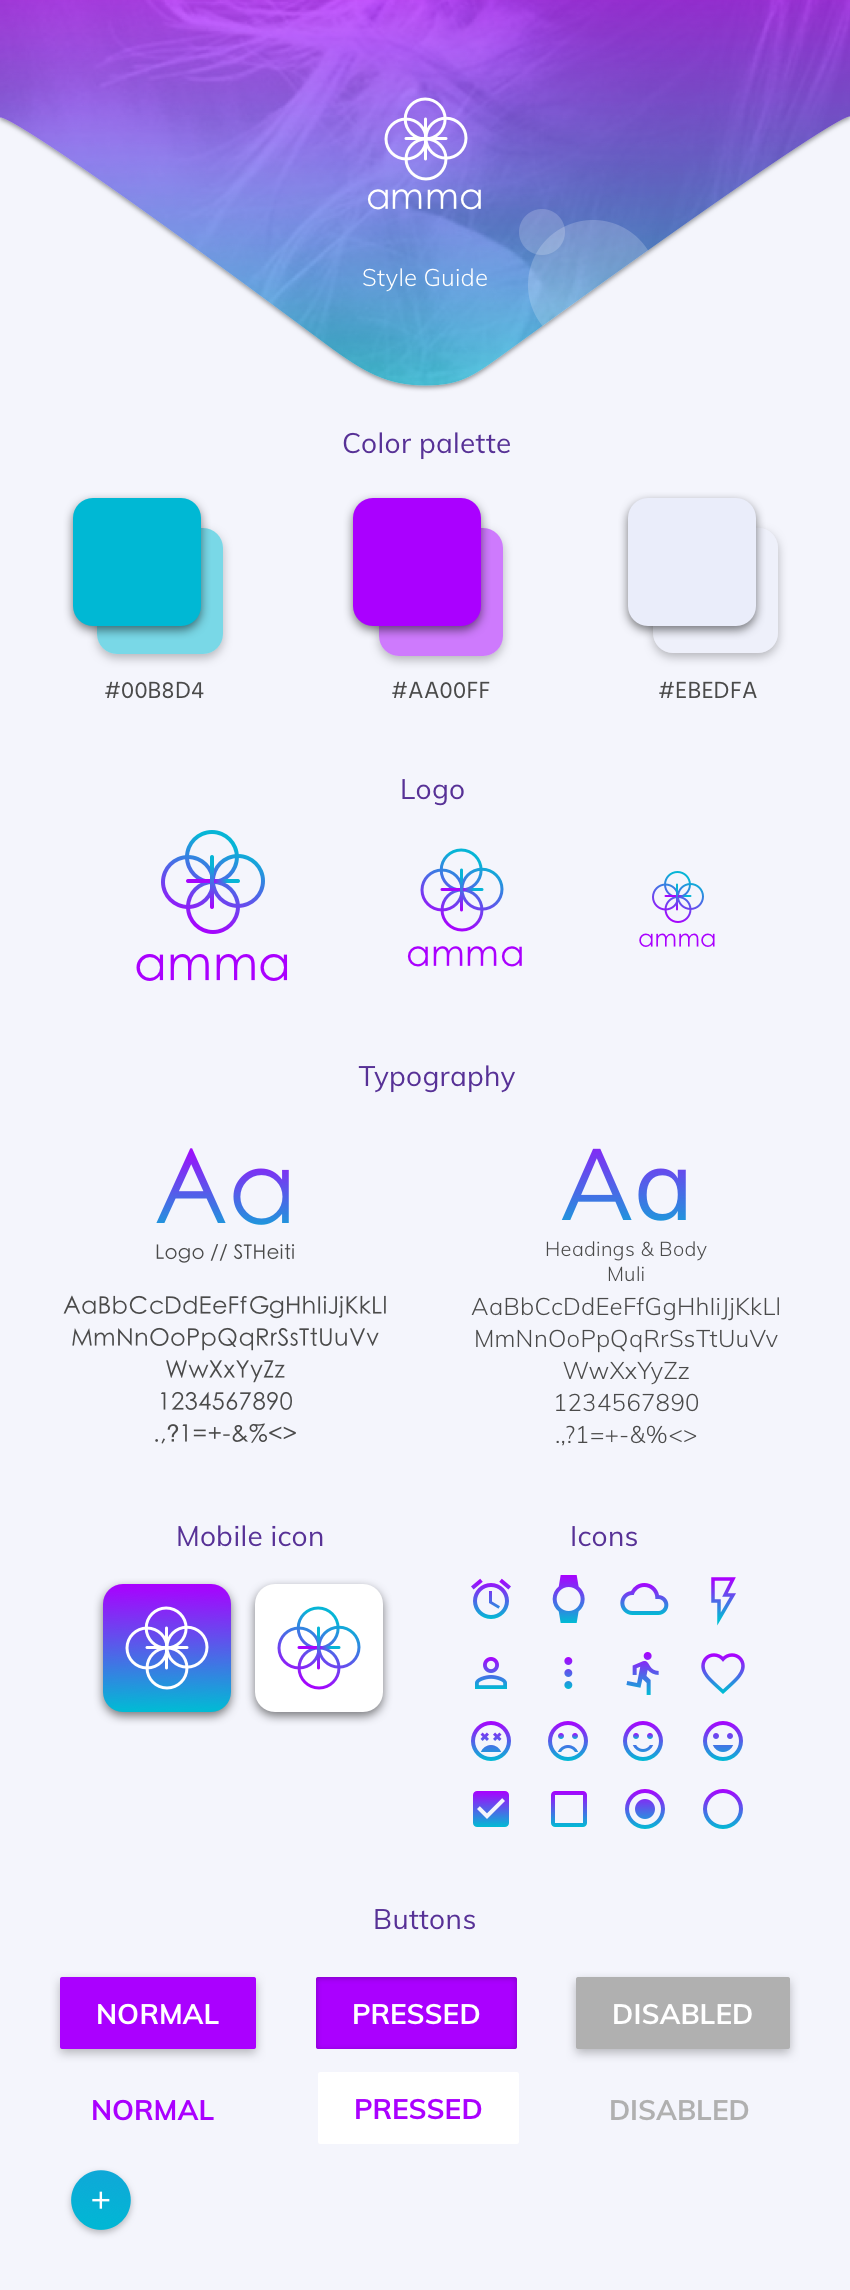 amma
Style Guide
Color palette
#00B8D4
#AA00FF
#EBEDFA
Logo
amma
amma
amma
Typography
Aa
Logo // STHeiti
AaBbCcDdEeFfGgHhIiJjKkLl
MmNnOoPpQqRrSsTtUuVv
WwXxYyZz
1234567890
.,?1=+-&%<>
Aa
Headings & Body
Muli
AaBbCcDdEeFfGgHhIiJjKkLl
MmNnOoPpQqRrSsTtUuVv
WwXxYyZz
1234567890
.,?1=+-&%<>
Mobile icon
Icons
Buttons
NORMAL
PRESSED
DISABLED
NORMAL
PRESSED
DISABLED
+